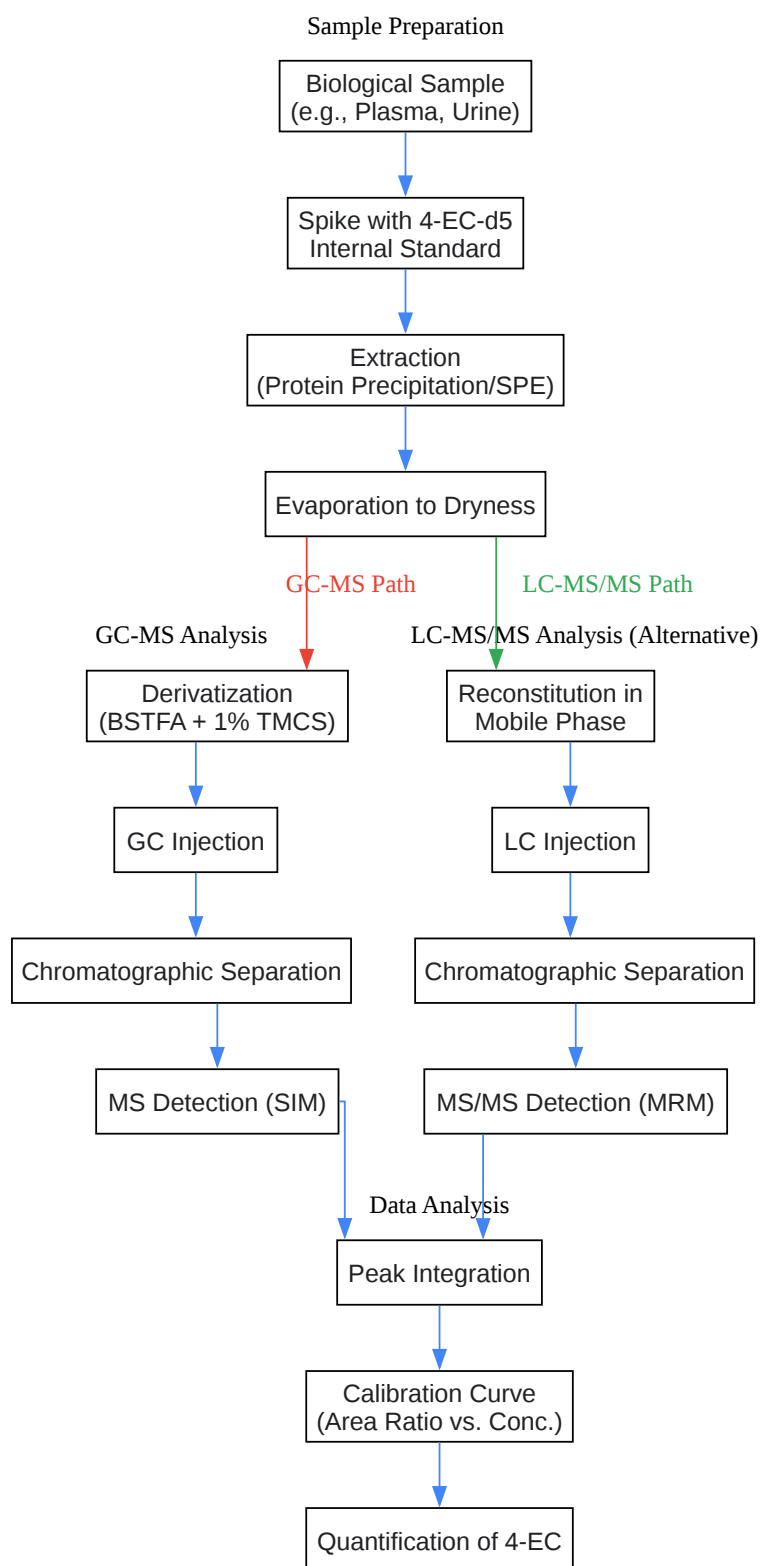 Sample Preparation
Biological Sample
(e.g., Plasma, Urine)
Spike with 4-EC-d5
Internal Standard
Extraction
(Protein Precipitation/SPE)
Evaporation to Dryness
GC-MS Path
LC-MS/MS Path
GC-MS Analysis
LC-MS/MS Analysis (Alternative)
Derivatization
(BSTFA + 1% TMCS)
Reconstitution in
Mobile Phase
GC Injection
LC Injection
Chromatographic Separation
Chromatographic Separation
MS Detection (SIM)
MS/MS Detection (MRM)
Data Analysis
Peak Integration
Calibration Curve
(Area Ratio vs. Conc.)
Quantification of 4-EC